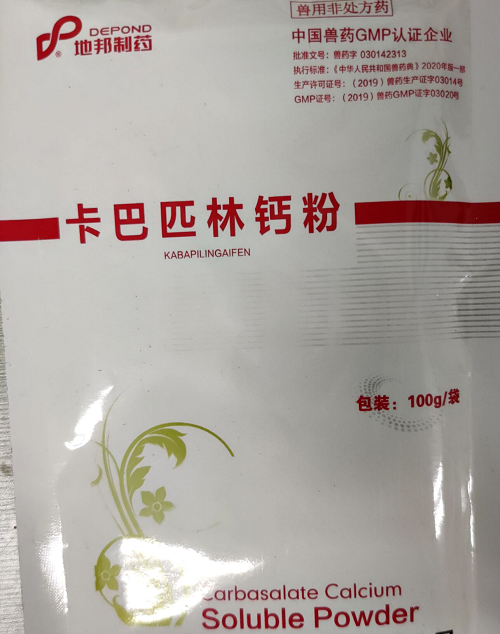 DEPOND
地邦制药
兽用非处方药
中国兽药GMP认证企业
批准文号：兽药字 030142313
执行标准：《中华人民共和国兽药典》2020年版一部
生产许可证号：（2019）兽药生产证字03014号
GMP证号：（2019）兽药GMP证字03020号
卡巴匹林钙粉
KABAPILINGAIFEN
包装：100g/袋
Carbasalate Calcium
Soluble Powder